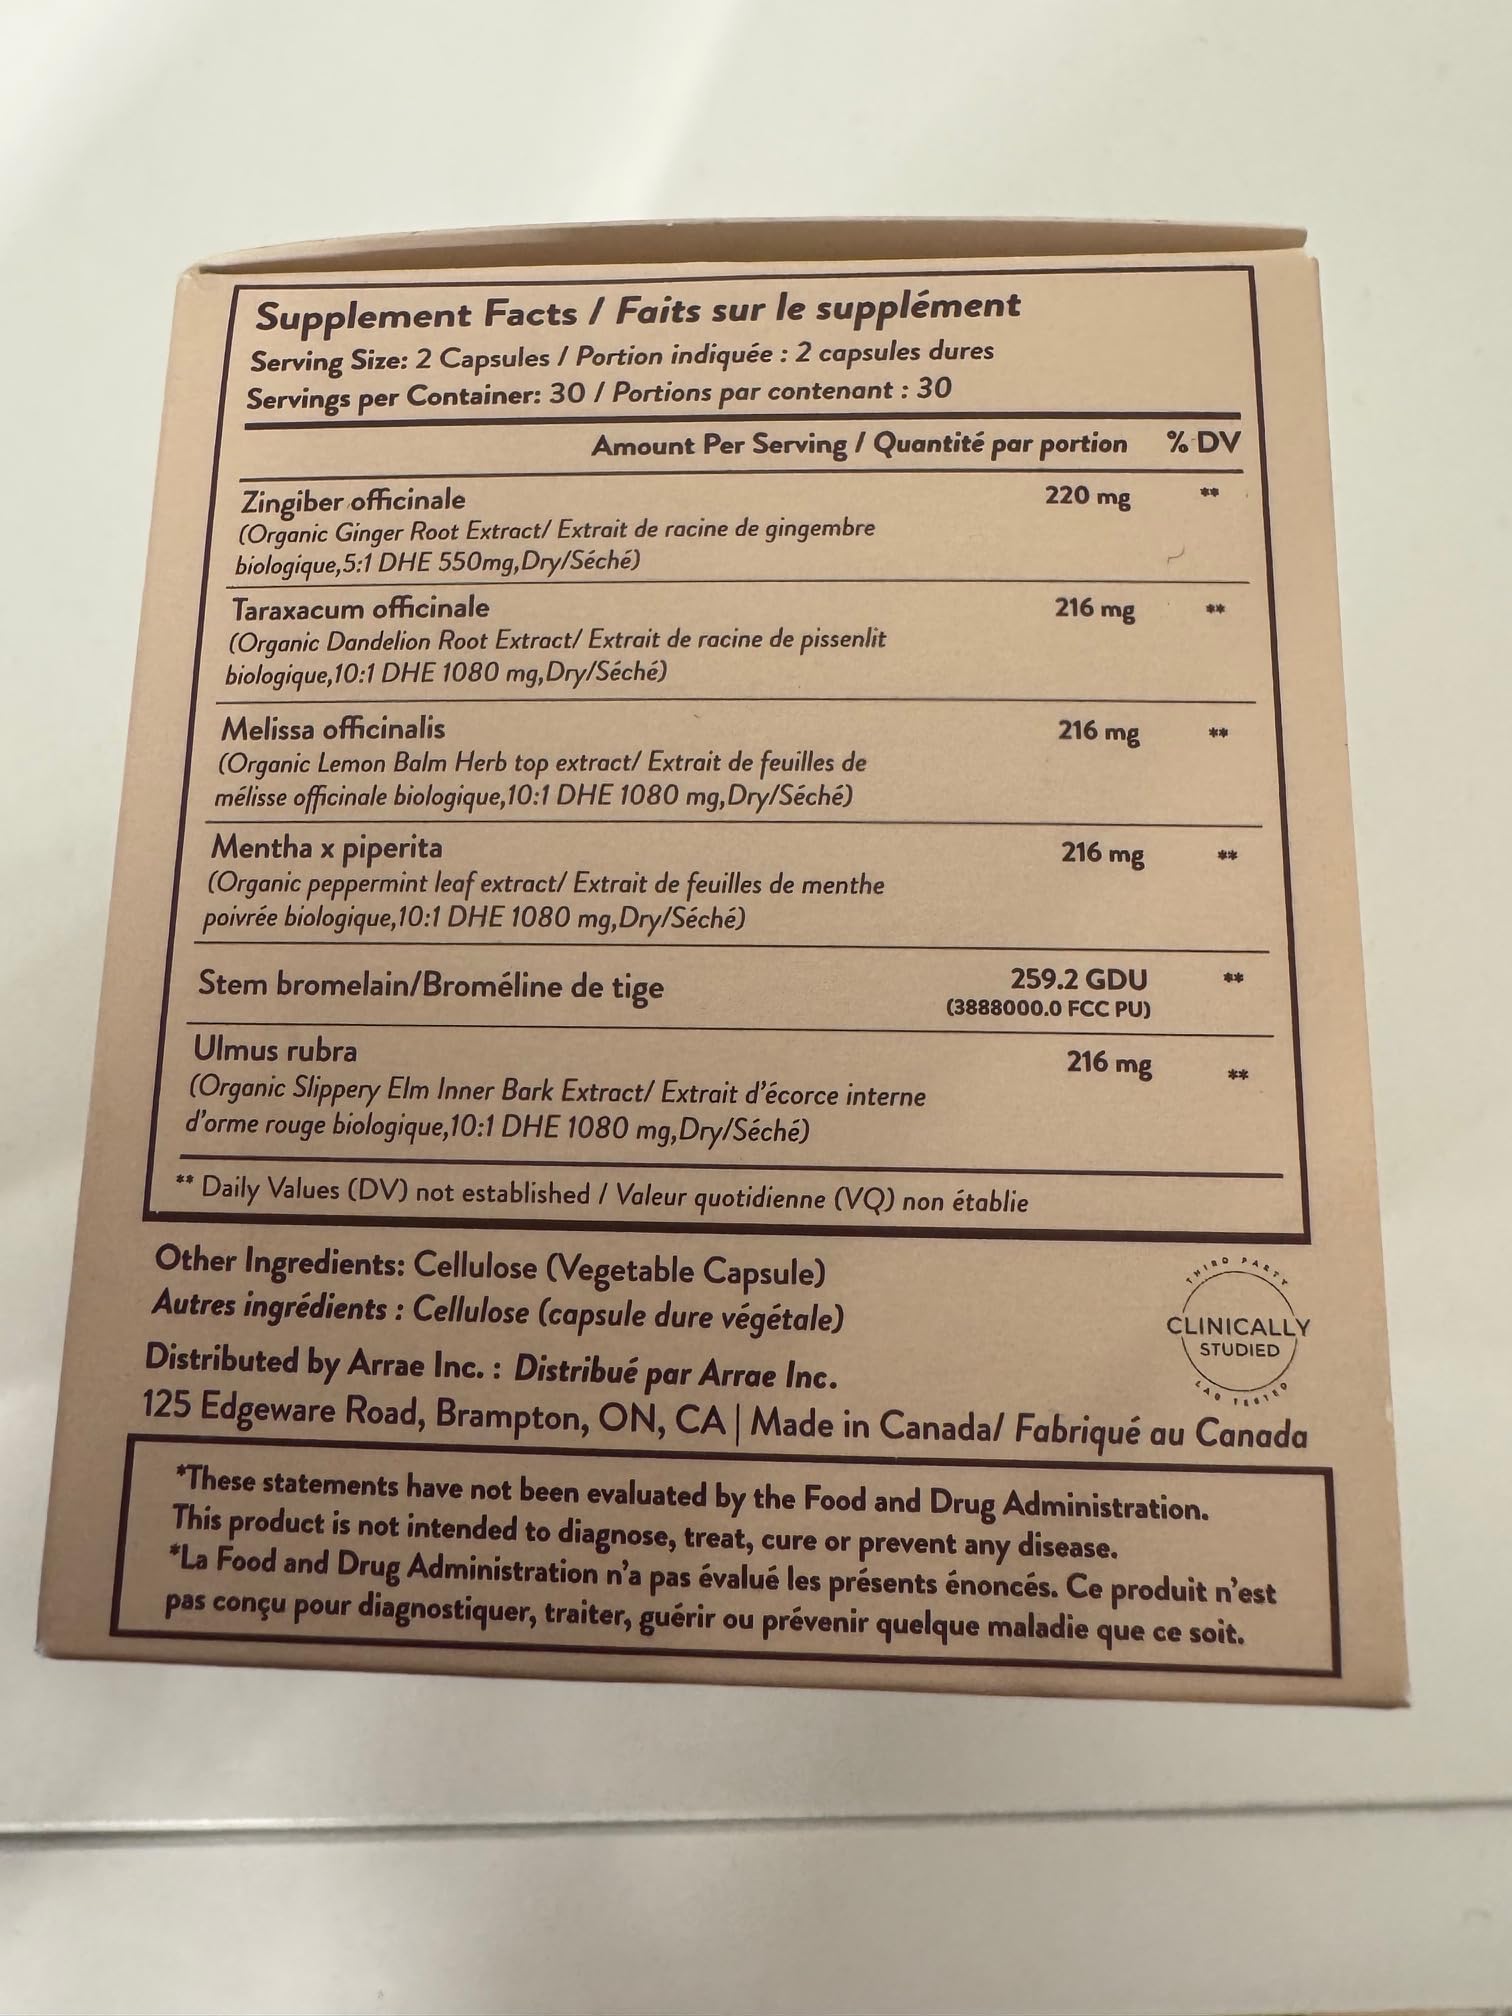 Supplement Facts / Faits sur le supplément
Serving Size: 2 Capsules / Portion indiquée : 2 capsules dures
Servings per Container: 30 / Portions par contenant : 30
Amount Per Serving / Quantité par portion % DV
Zingiber officinale 220 mg **
(Organic Ginger Root Extract/ Extrait de racine de gingembre
biologique,5:1 DHE 550mg,Dry/Séché)
Taraxacum officinale 216 mg **
(Organic Dandelion Root Extract/ Extrait de racine de pissenlit
biologique,10:1 DHE 1080 mg,Dry/Séché)
Melissa officinalis 216 mg **
(Organic Lemon Balm Herb top extract/ Extrait de feuilles de
mélisse officinale biologique,10:1 DHE 1080 mg,Dry/Séché)
Mentha x piperita 216 mg **
(Organic peppermint leaf extract/ Extrait de feuilles de menthe
poivrée biologique,10:1 DHE 1080 mg,Dry/Séché)
Stem bromelain/Broméline de tige 259.2 GDU **
(3888000.0 FCC PU)
Ulmus rubra 216 mg **
(Organic Slippery Elm Inner Bark Extract/ Extrait d'écorce interne
d'orme rouge biologique,10:1 DHE 1080 mg,Dry/Séché)
** Daily Values (DV) not established / Valeur quotidienne (VQ) non établie
Other Ingredients: Cellulose (Vegetable Capsule)
Autres ingrédients : Cellulose (capsule dure végétale)
THIRD PARTY
CLINICALLY
STUDIED
LAB TESTED
Distributed by Arrae Inc. : Distribué par Arrae Inc.
125 Edgeware Road, Brampton, ON, CA | Made in Canada/ Fabriqué au Canada
*These statements have not been evaluated by the Food and Drug Administration.
This product is not intended to diagnose, treat, cure or prevent any disease.
*La Food and Drug Administration n'a pas évalué les présents énoncés. Ce produit n'est
pas conçu pour diagnostiquer, traiter, guérir ou prévenir quelque maladie que ce soit.